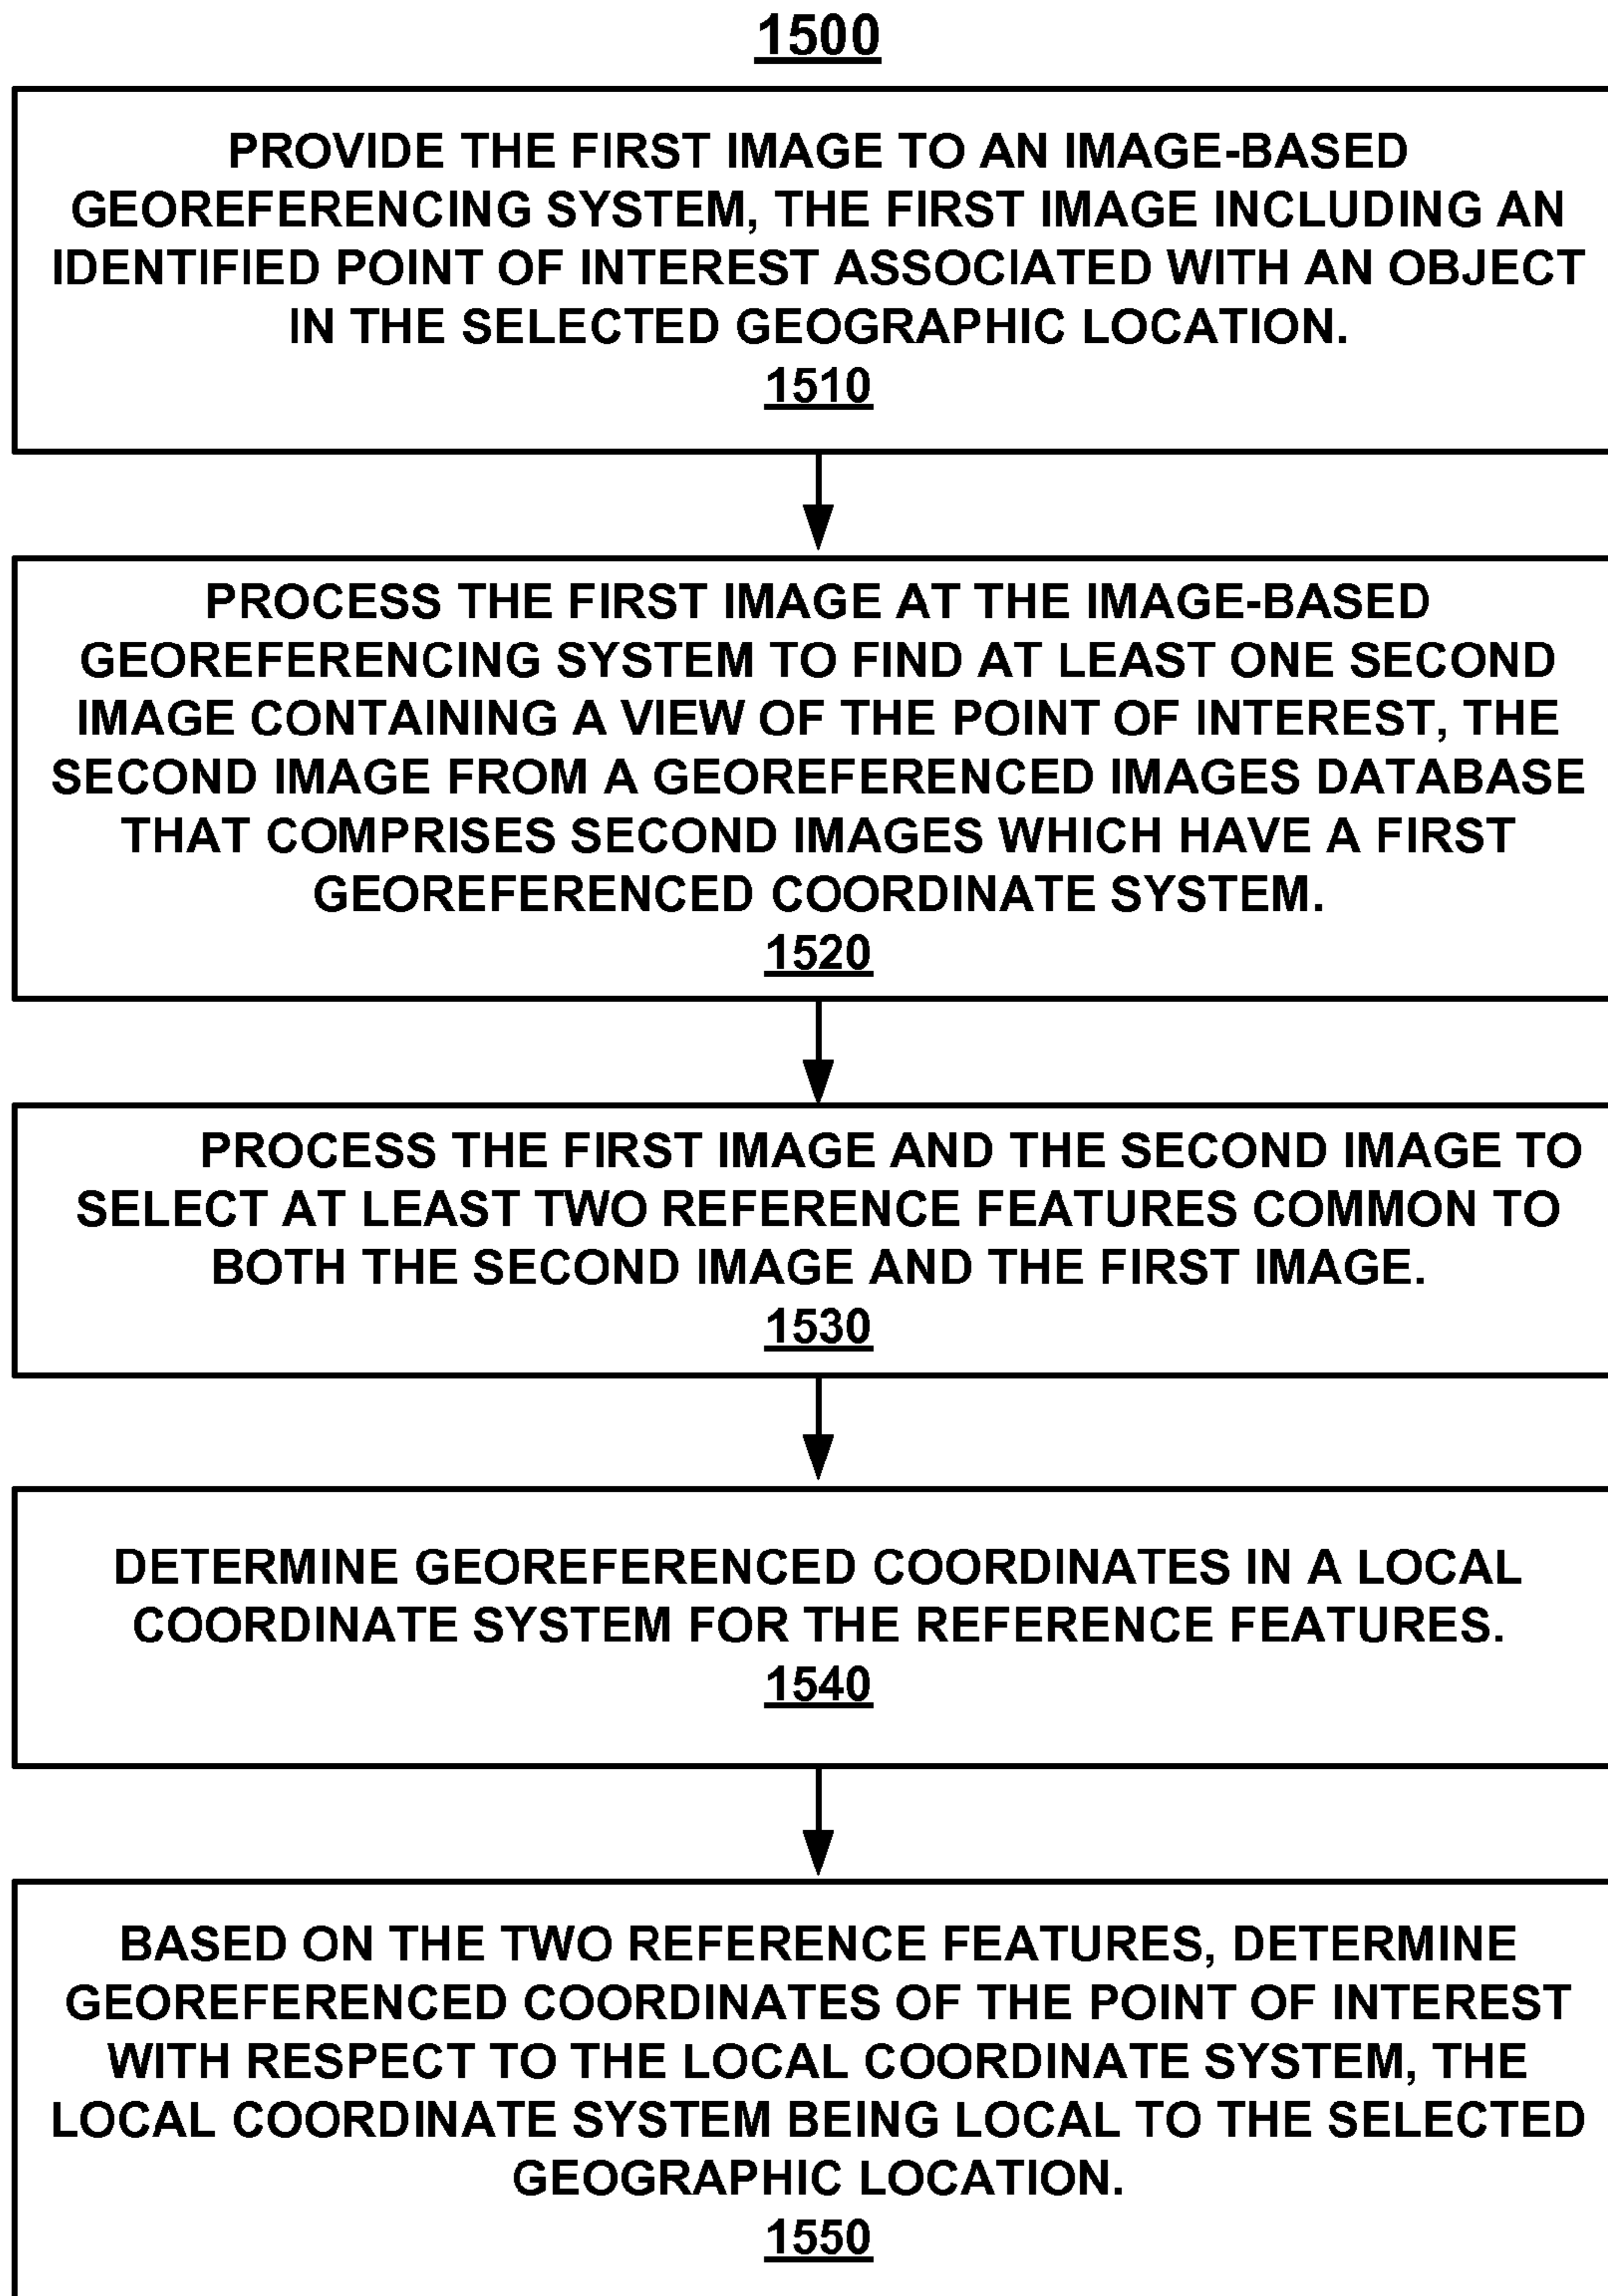 1500
PROVIDE THE FIRST IMAGE TO AN IMAGE-BASED
GEOREFERENCING SYSTEM, THE FIRST IMAGE INCLUDING AN
IDENTIFIED POINT OF INTEREST ASSOCIATED WITH AN OBJECT
IN THE SELECTED GEOGRAPHIC LOCATION.
1510
PROCESS THE FIRST IMAGE AT THE IMAGE-BASED
GEOREFERENCING SYSTEM TO FIND AT LEAST ONE SECOND
IMAGE CONTAINING A VIEW OF THE POINT OF INTEREST, THE
SECOND IMAGE FROM A GEOREFERENCED IMAGES DATABASE
THAT COMPRISES SECOND IMAGES WHICH HAVE A FIRST
GEOREFERENCED COORDINATE SYSTEM.
1520
PROCESS THE FIRST IMAGE AND THE SECOND IMAGE TO
SELECT AT LEAST TWO REFERENCE FEATURES COMMON TO
BOTH THE SECOND IMAGE AND THE FIRST IMAGE.
1530
DETERMINE GEOREFERENCED COORDINATES IN A LOCAL
COORDINATE SYSTEM FOR THE REFERENCE FEATURES.
1540
BASED ON THE TWO REFERENCE FEATURES, DETERMINE
GEOREFERENCED COORDINATES OF THE POINT OF INTEREST
WITH RESPECT TO THE LOCAL COORDINATE SYSTEM, THE
LOCAL COORDINATE SYSTEM BEING LOCAL TO THE SELECTED
GEOGRAPHIC LOCATION.
1550